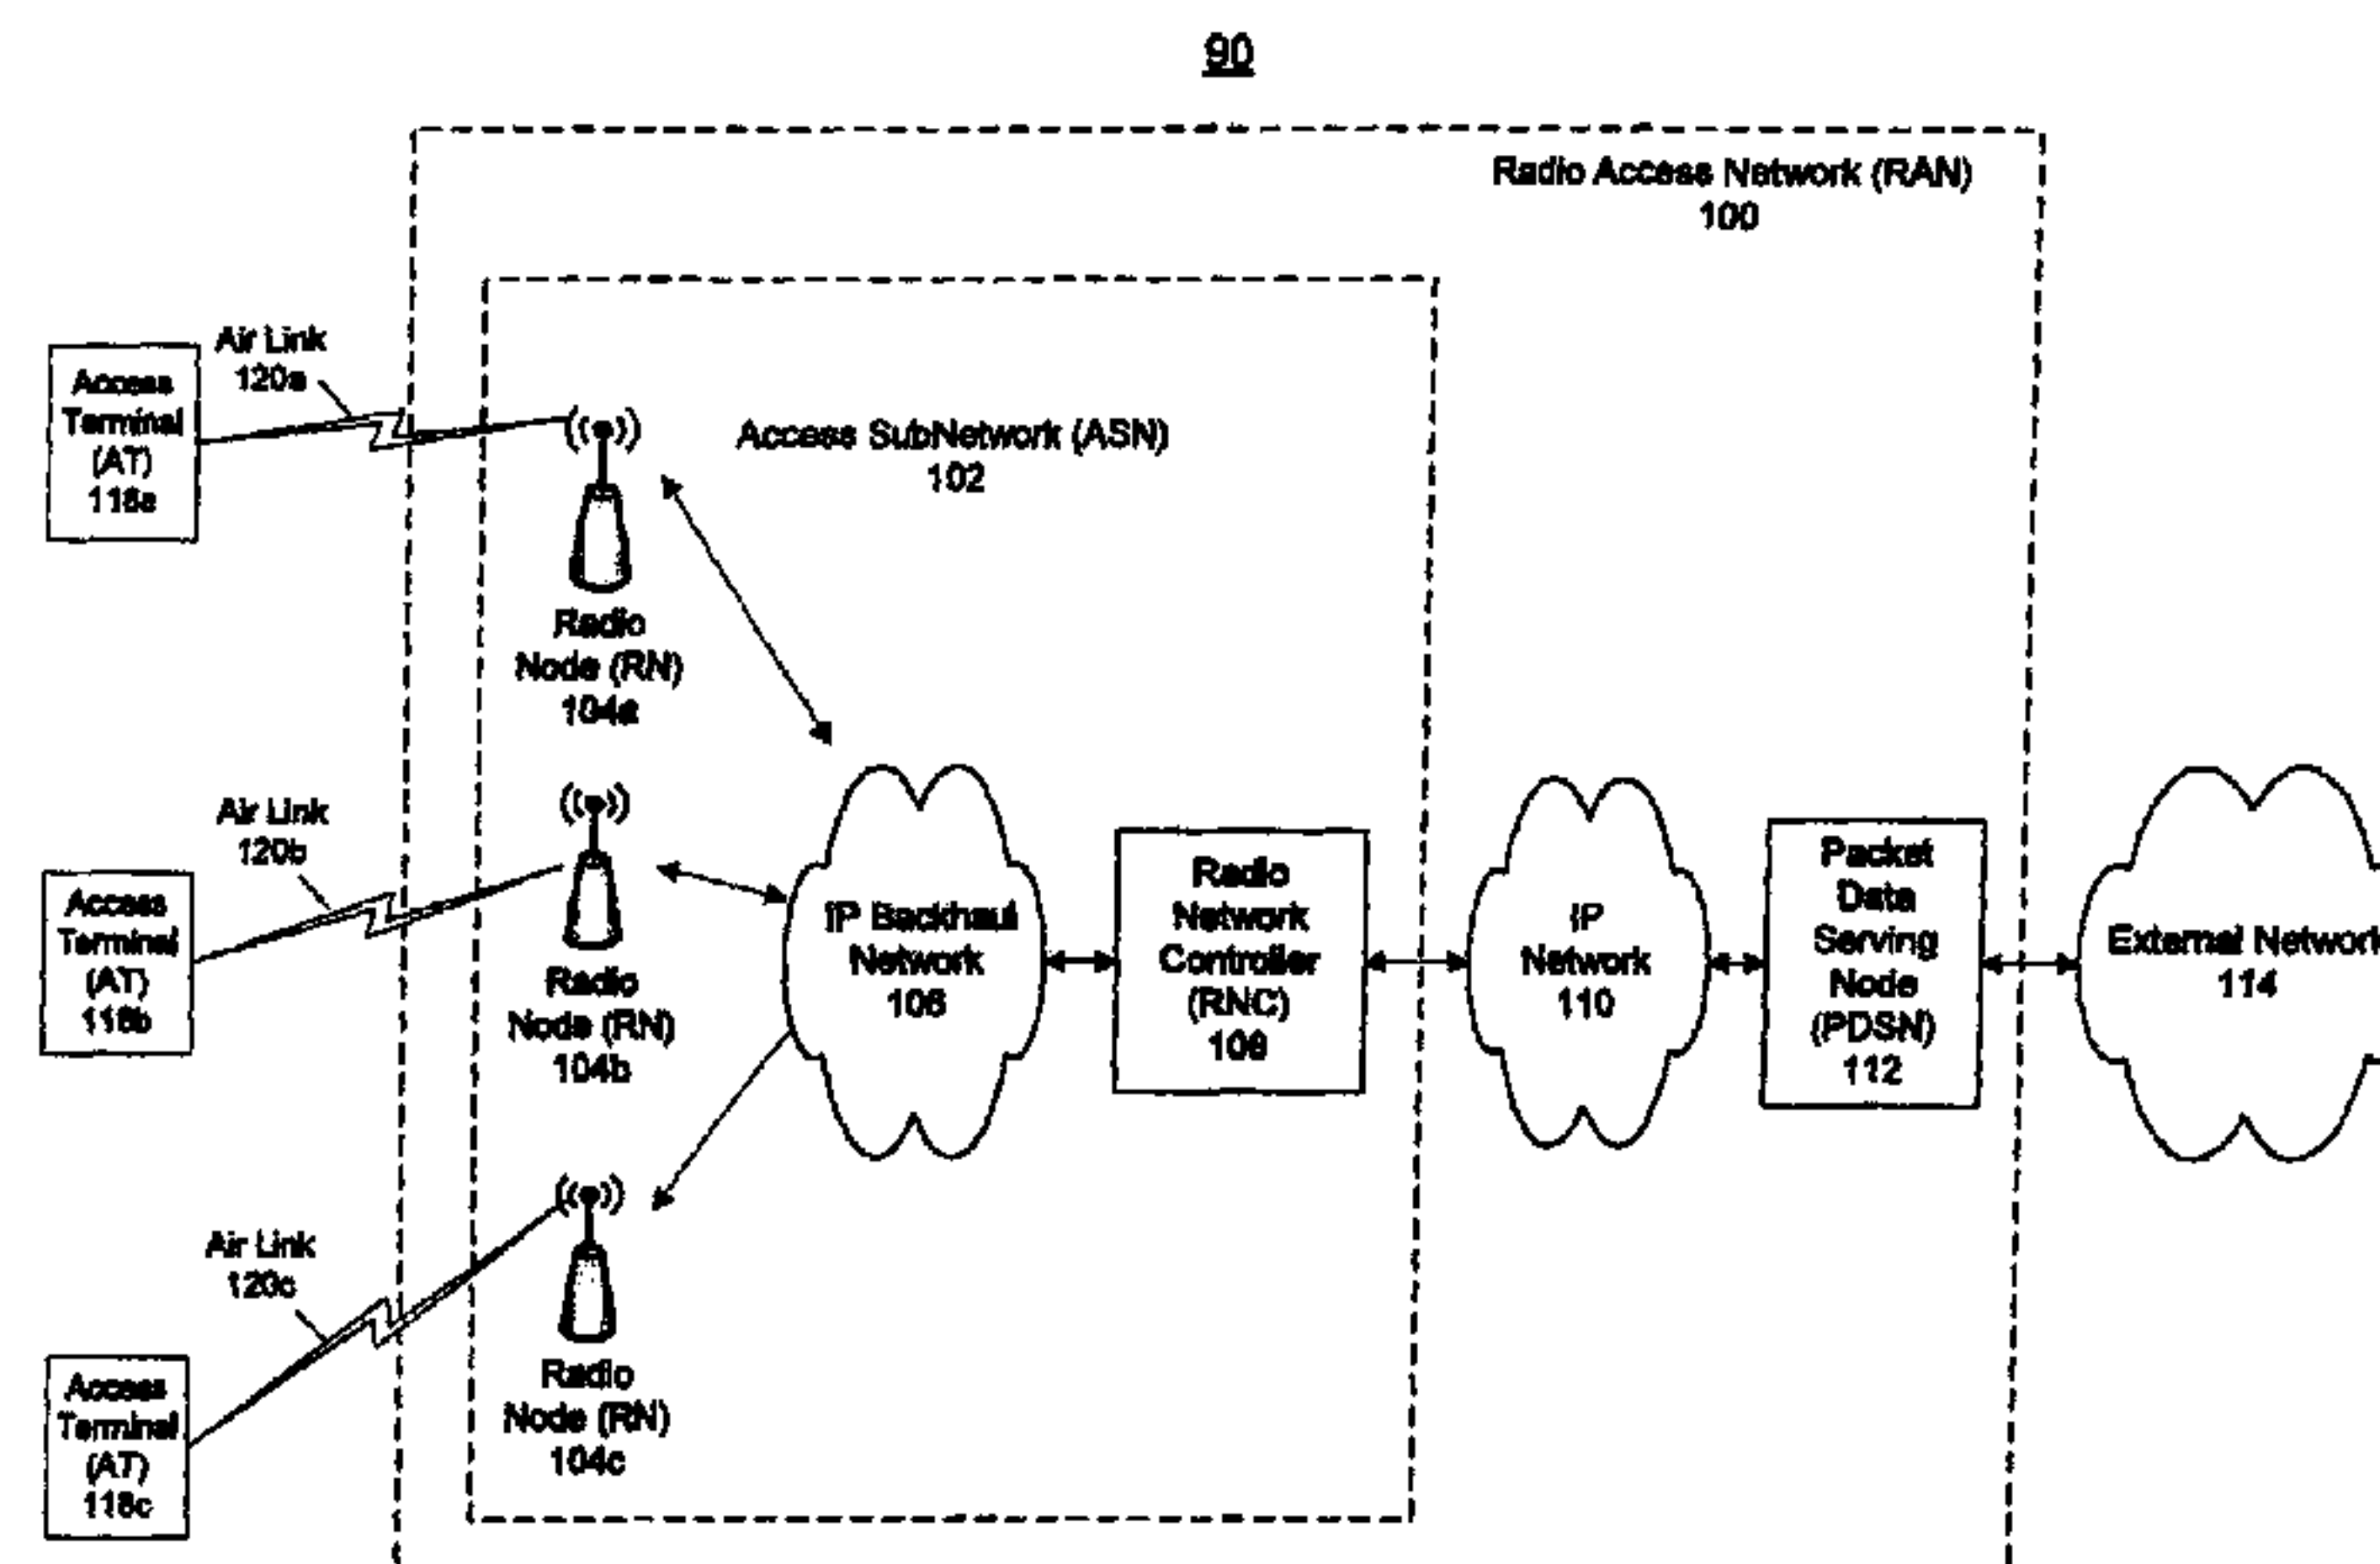 90
Radio Access Network (RAN)
100
Air Link
120a
Access
Terminal
(AT)
118a
Access SubNetwork (ASN)
102
Radio
Node (RN)
104a
Air Link
120b
Access
Terminal
(AT)
118b
Radio
Node (RN)
104b
IP Backhaul
Network
106
Radio
Network
Controller
(RNC)
108
IP
Network
110
Packet
Data
Serving
Node
(PDSN)
112
External Network
114
Air Link
120c
Access
Terminal
(AT)
118c
Radio
Node (RN)
104c